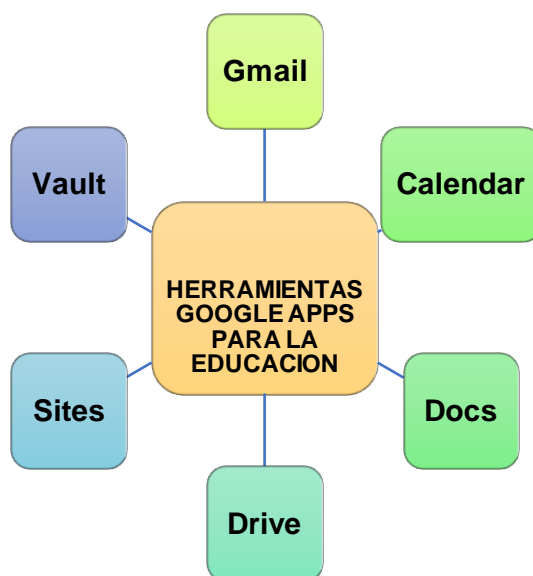 Gmail
Vault
Calendar
HERRAMIENTAS
GOOGLE APPS
PARA LA
EDUCACION
Sites
Docs
Drive